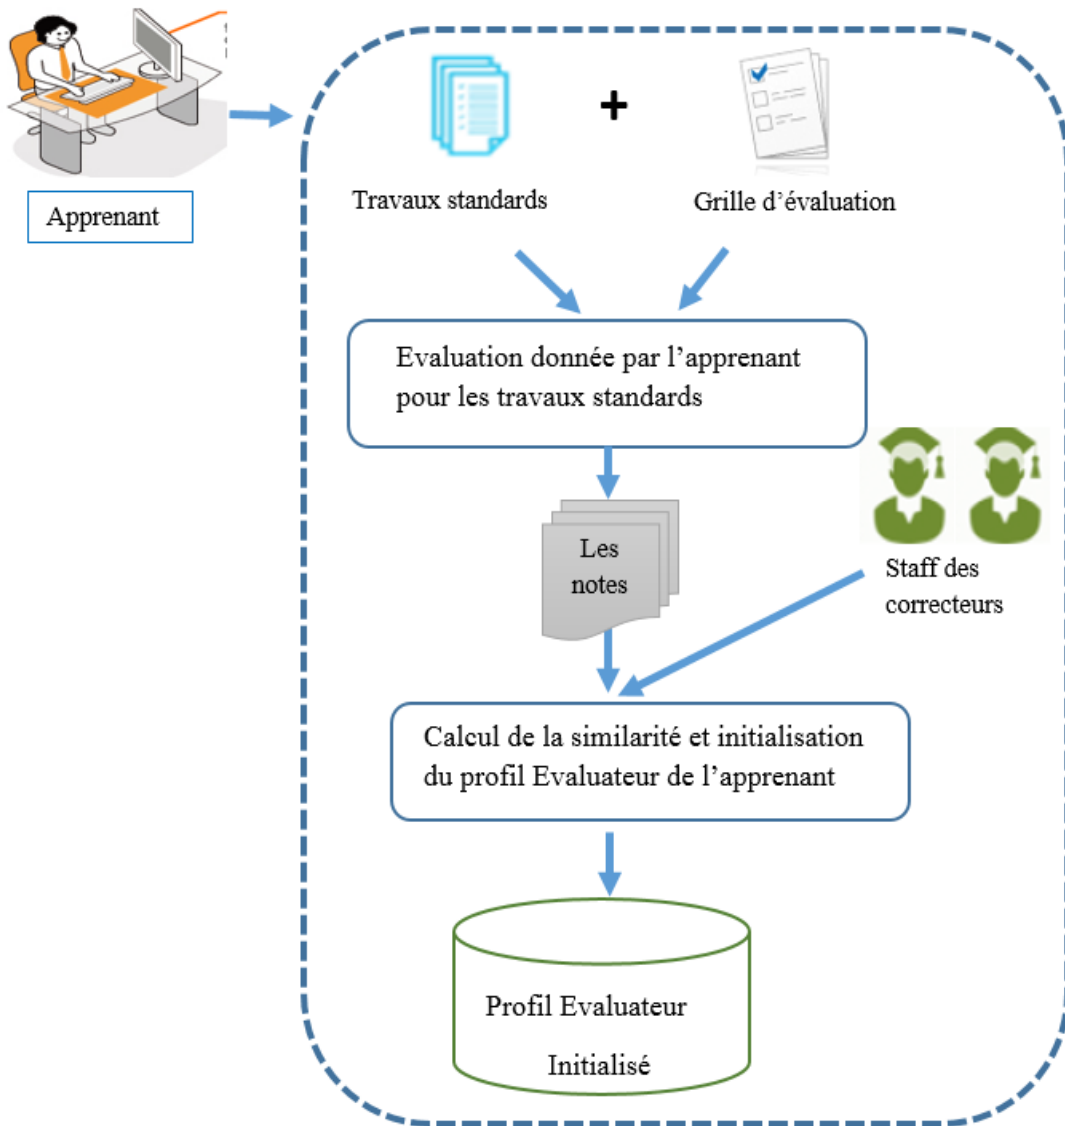 Apprenant
+
Travaux standards
Grille d’évaluation
Evaluation donnée par l’apprenant
pour les travaux standards
Les
notes
Staff des
correcteurs
Calcul de la similarité et initialisation
du profil Evaluateur de l’apprenant
Profil Evaluateur
Initialisé